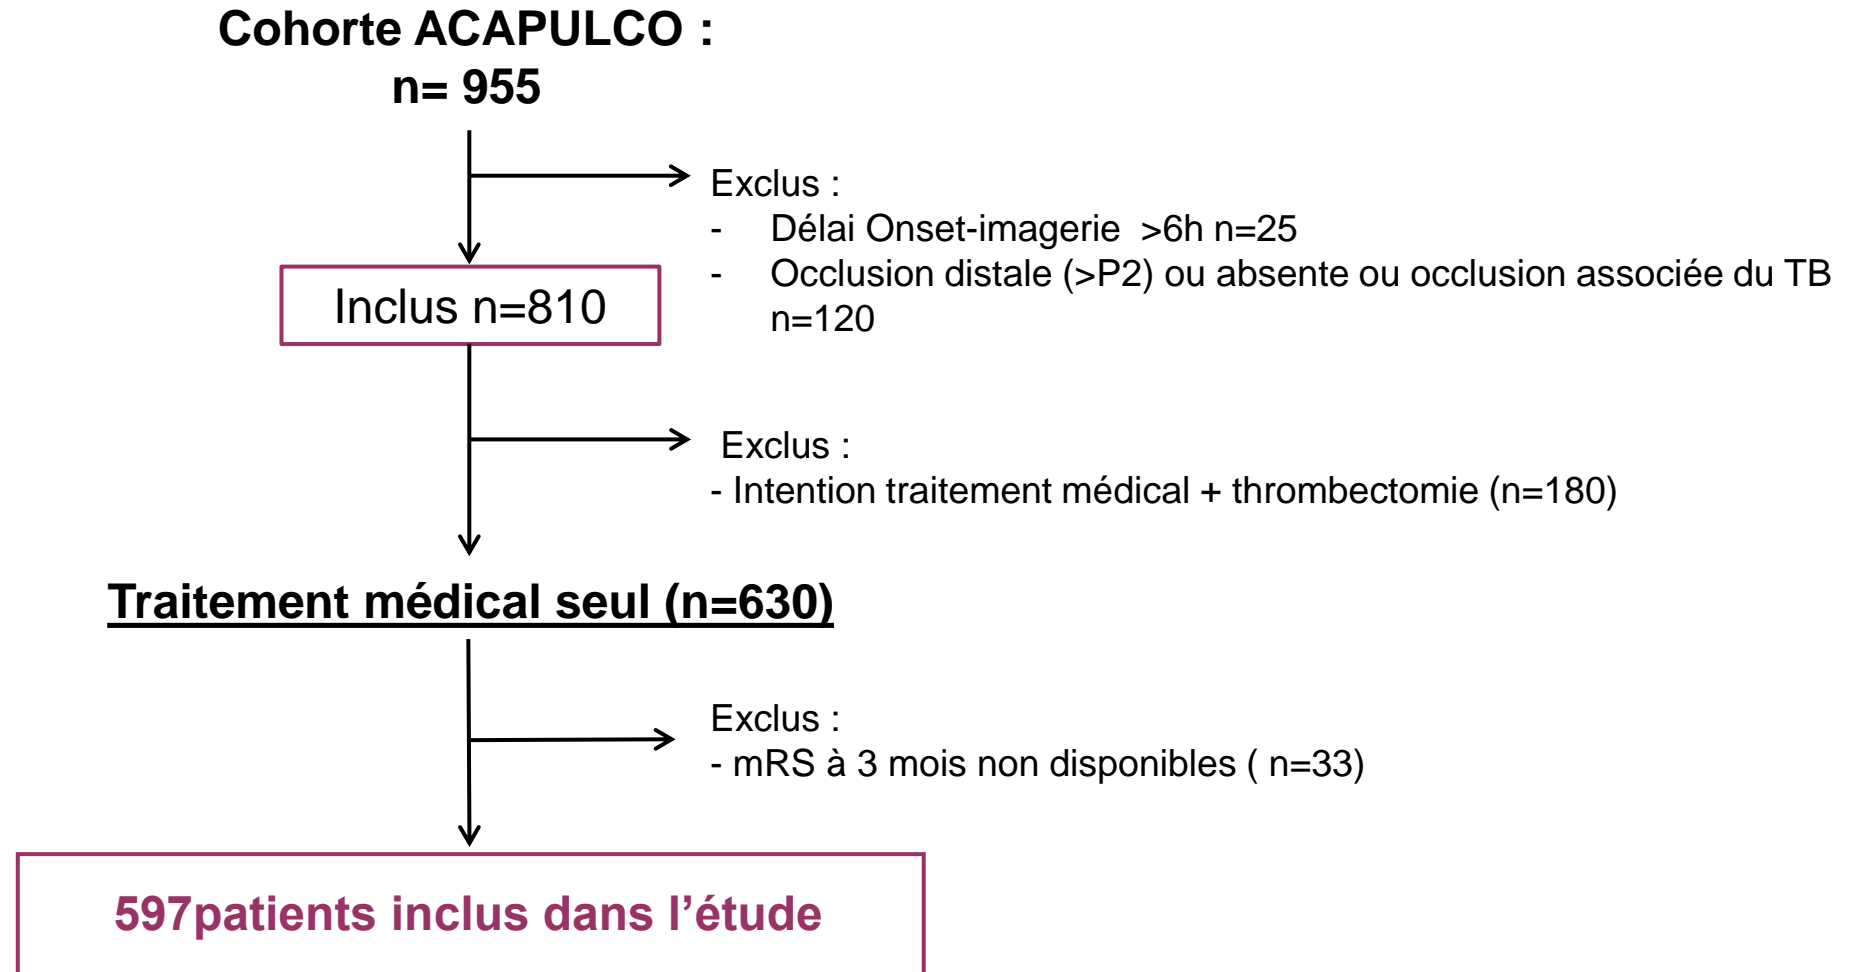 Cohorte ACAPULCO :
n= 955
Exclus :
- Délai Onset-imagerie >6h n=25
- Occlusion distale (>P2) ou absente ou occlusion associée du TB
n=120
Inclus n=810
Exclus :
- Intention traitement médical + thrombectomie (n=180)
Traitement médical seul (n=630)
Exclus :
- mRS à 3 mois non disponibles ( n=33)
597patients inclus dans l’étude